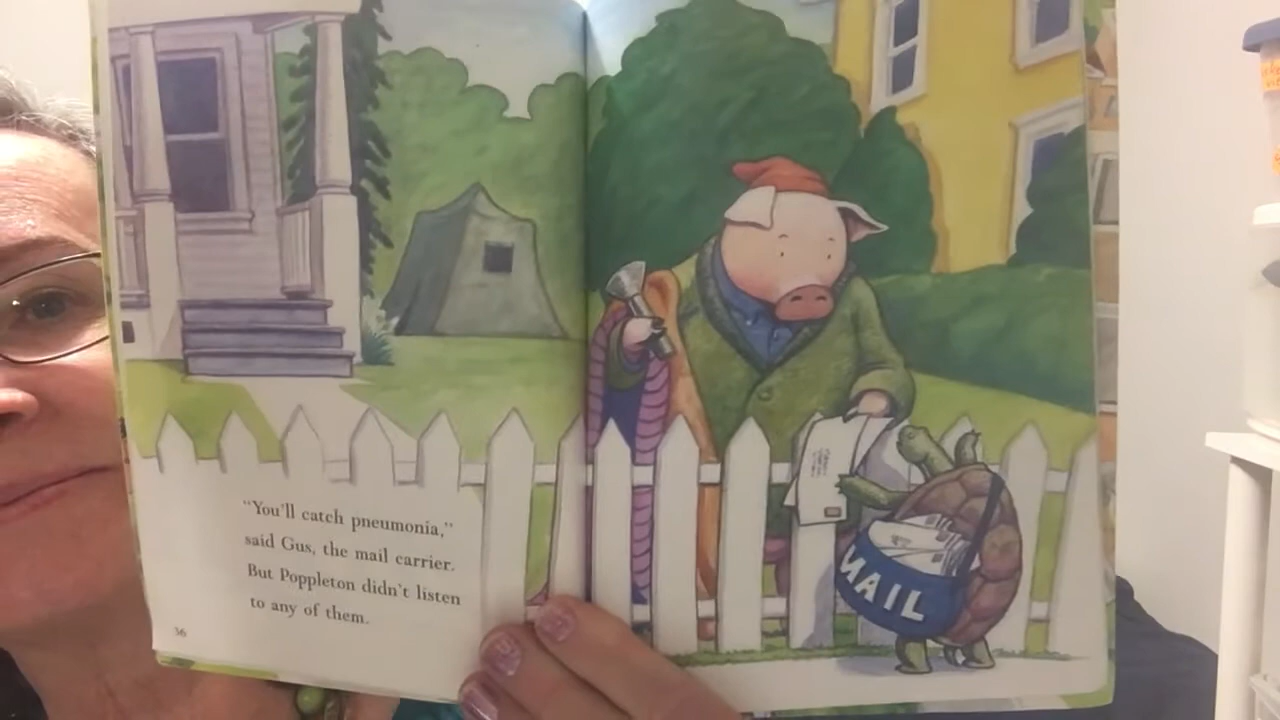 "You'll catch pneumonia,"
said Gus, the mail carrier.
But Poppleton didn't listen
to any of them.
36
MAIL